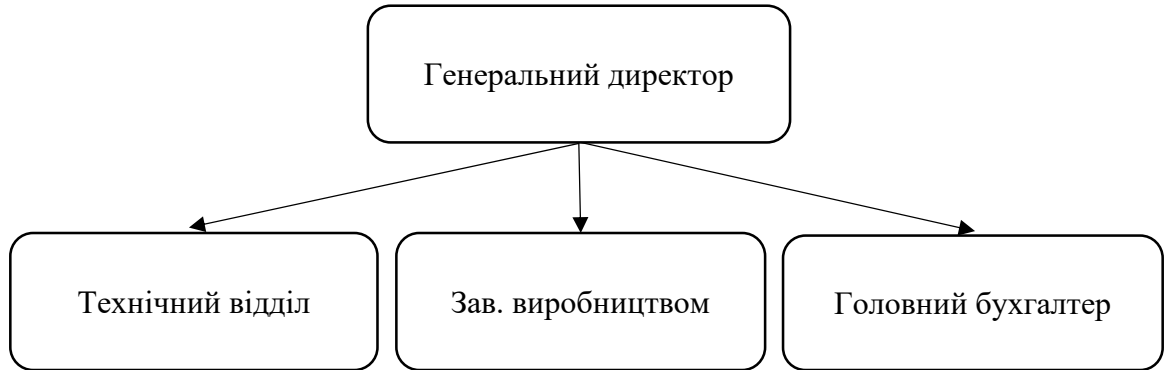 Генеральний директор
Технічний відділ
Зав. виробництвом
Головний бухгалтер